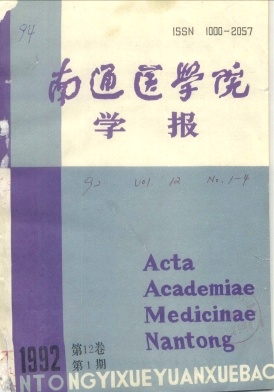 94
ISSN 1000-2057
南通医学院
学报
92 Vol 12 No. 1-4
Acta
Academiae
Medicinae
Nantong
1992 第12卷
第1期
NTONGYIXUEYUANXUEBAO